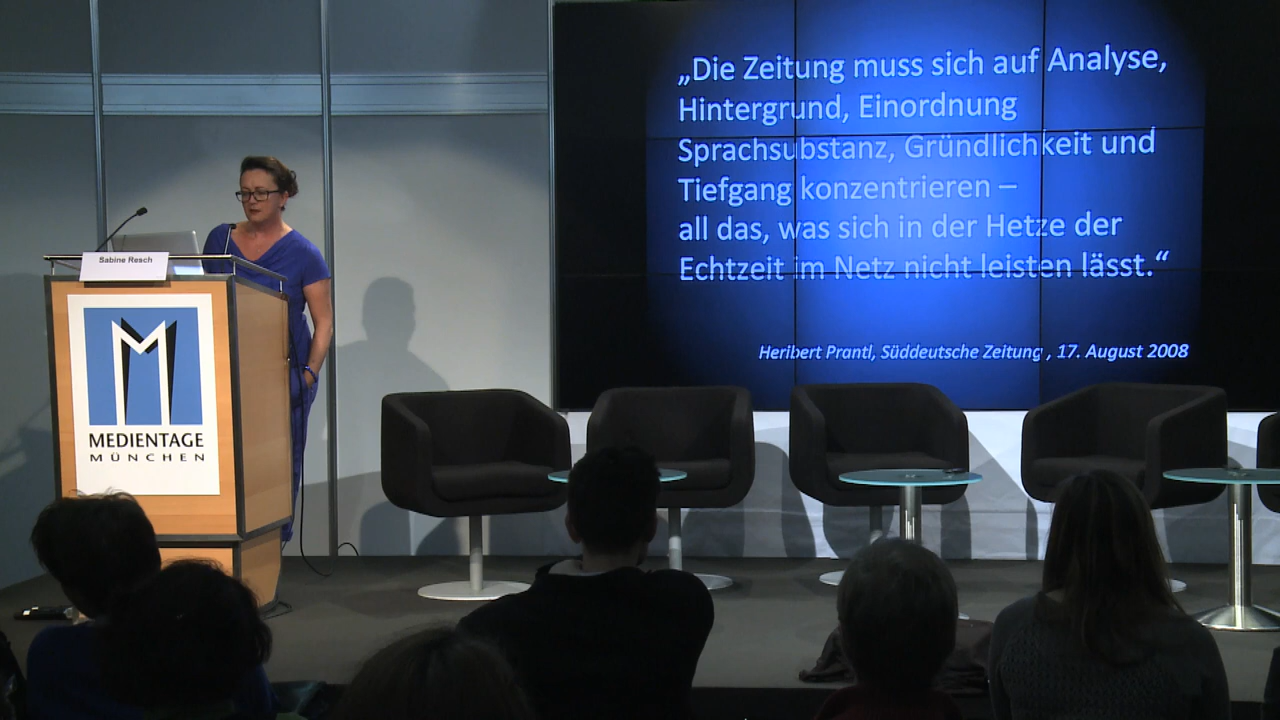 „Die Zeitung muss sich auf Analyse,
Hintergrund, Einordnung
Sprachsubstanz, Gründlichkeit und
Tiefgang konzentrieren –
all das, was sich in der Hetze der
Echtzeit im Netz nicht leisten lässt.“
Heribert Prantl, Süddeutsche Zeitung , 17. August 2008
Sabine Resch
M
MEDIENTAGE
MÜNCHEN